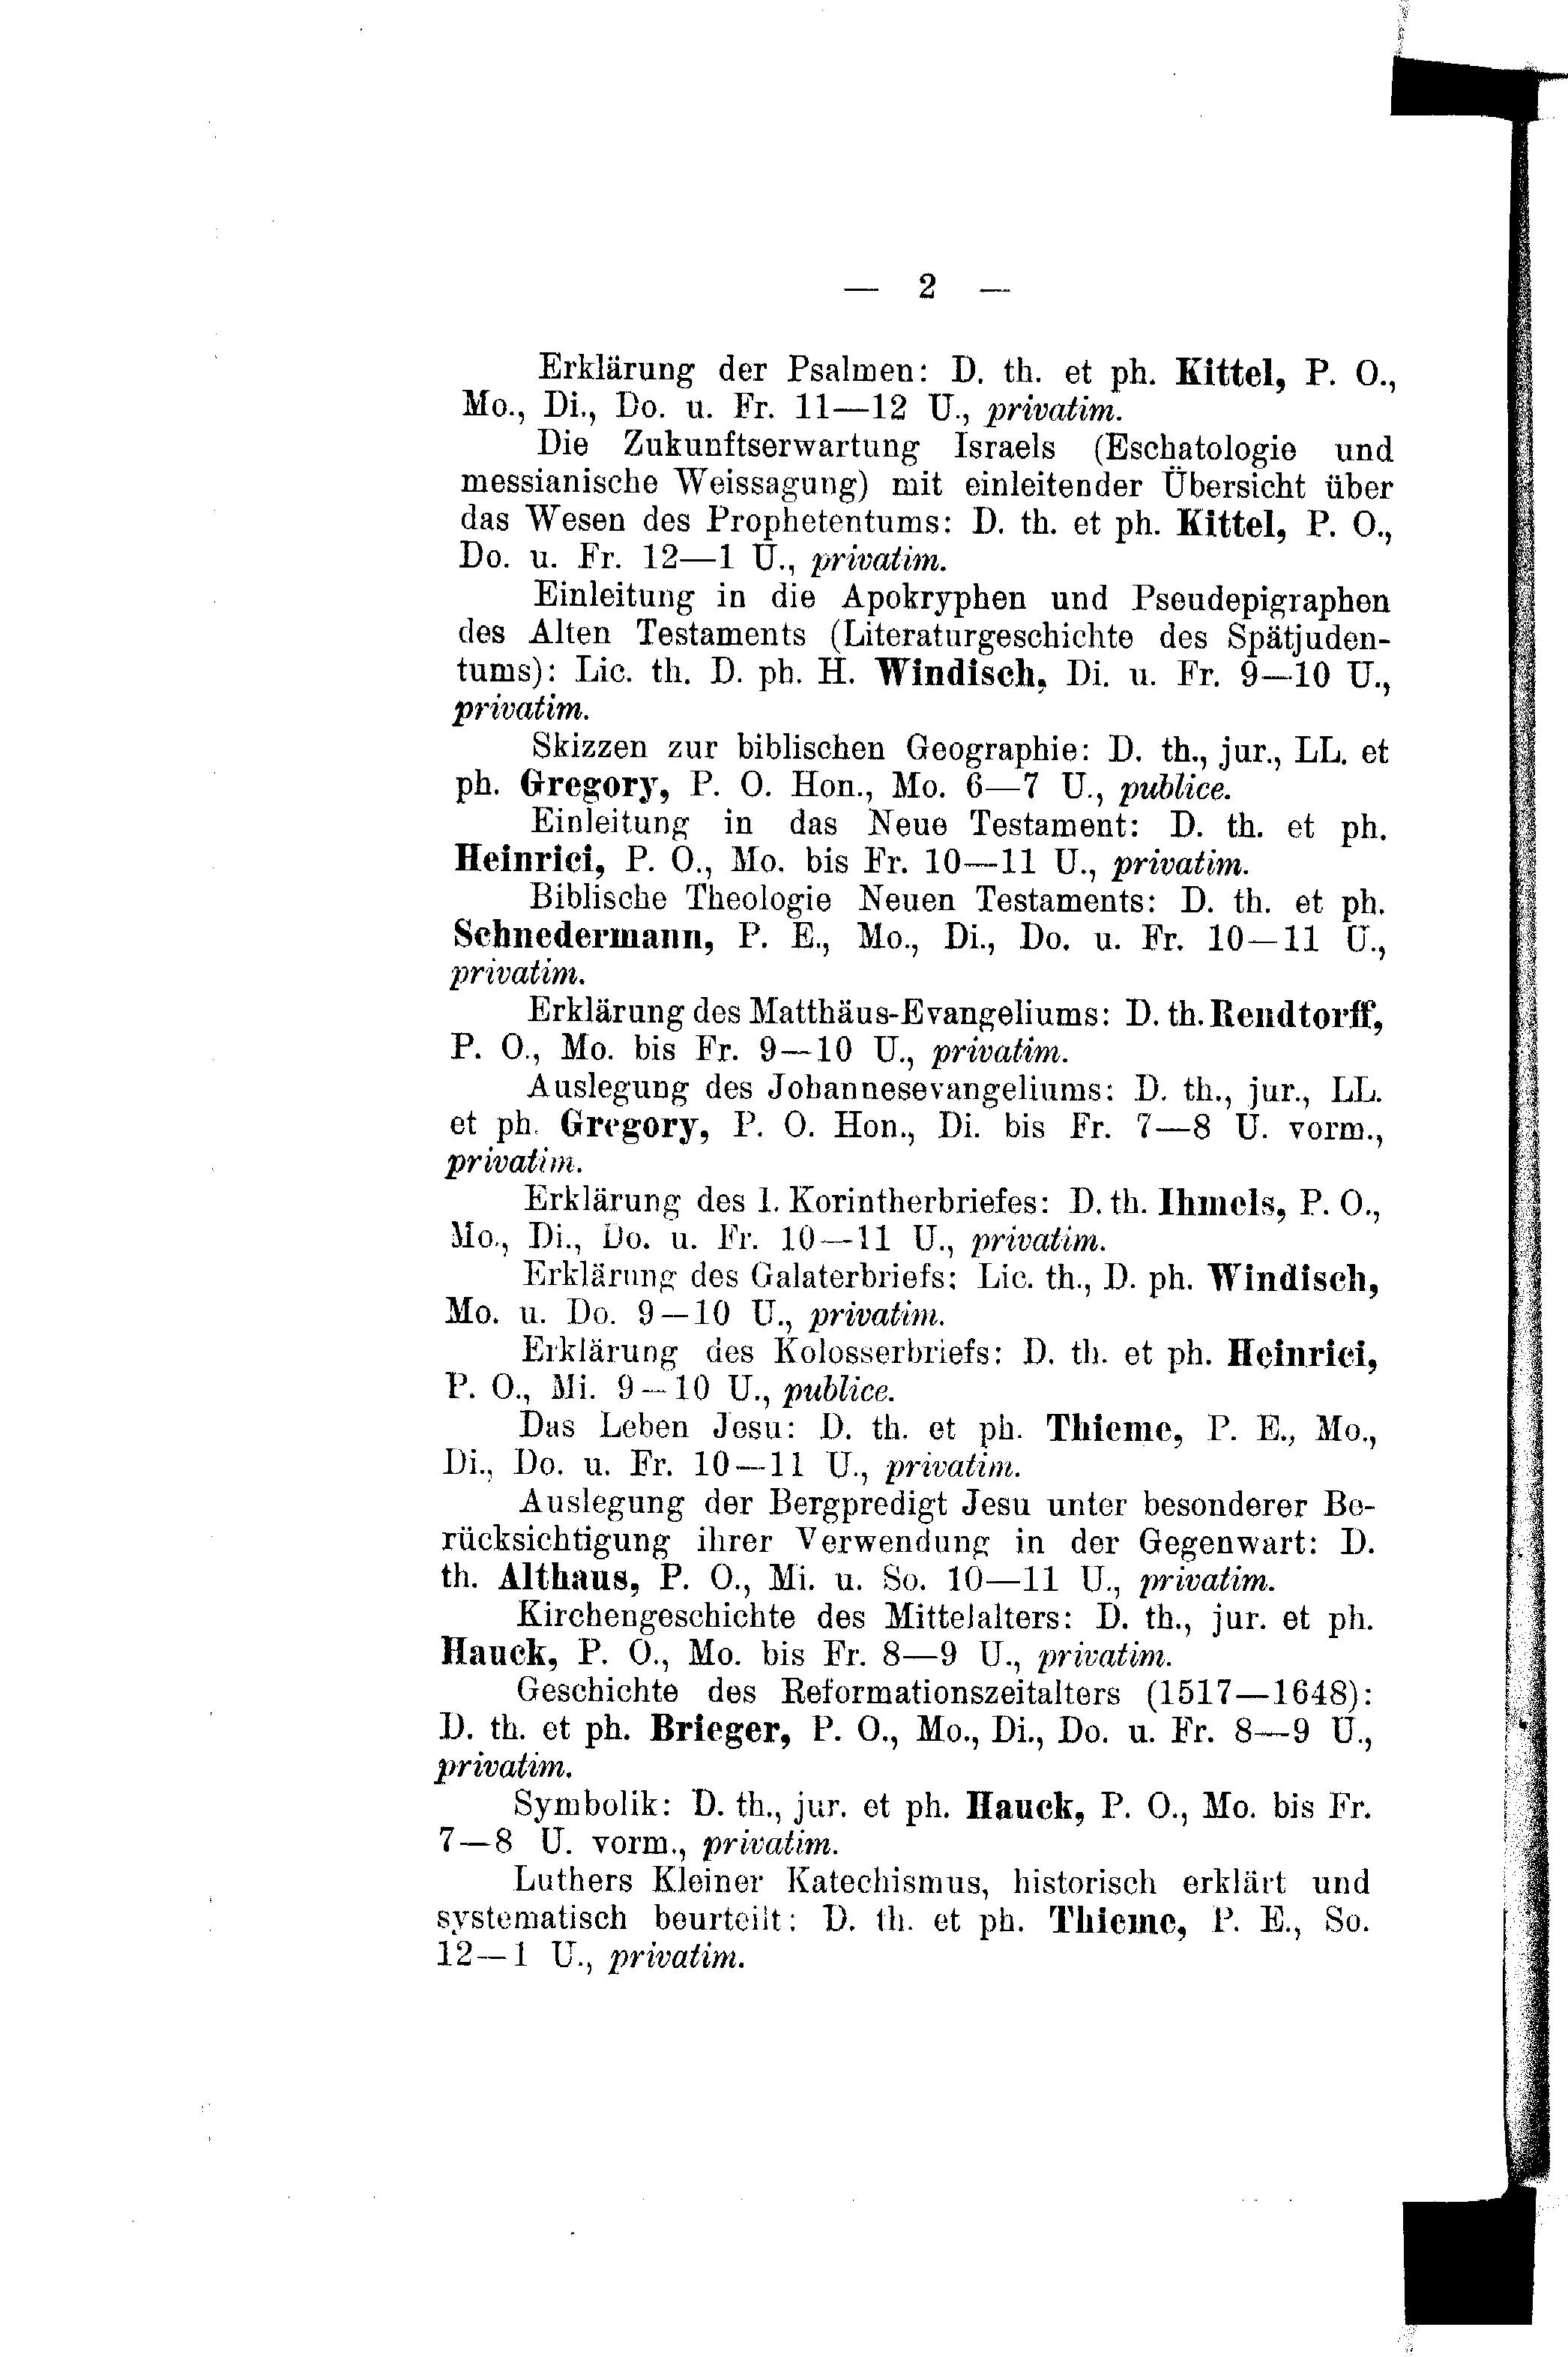 — 2 —
Erklärung der Psalmen: D. th. et ph. Kittel, P. O.,
Mo., Di., Do. u. Fr. 11—12 U., privatim.
Die Zukunftserwartung Israels (Eschatologie und
messianische Weissagung) mit einleitender Übersicht über
das Wesen des Prophetentums: D. th. et ph. Kittel, P. O.,
Do. u. Fr. 12—1 U., privatim.
Einleitung in die Apokryphen und Pseudepigraphen
des Alten Testaments (Literaturgeschichte des Spätjuden-
tums): Lic. th. D. ph. H. Windisch, Di. u. Fr. 9—10 U.,
privatim.
Skizzen zur biblischen Geographie: D. th., jur., LL. et
ph. Gregory, P. O. Hon., Mo. 6—7 U., publice.
Einleitung in das Neue Testament: D. th. et ph.
Heinrici, P. O., Mo. bis Fr. 10—11 U., privatim.
Biblische Theologie Neuen Testaments: D. th. et ph.
Schnedermann, P. E., Mo., Di., Do. u. Fr. 10—11 U.,
privatim.
Erklärung des Matthäus-Evangeliums: D. th. Rendtorff,
P. O., Mo. bis Fr. 9—10 U., privatim.
Auslegung des Johannesevangeliums: D. th., jur., LL.
et ph. Gregory, P. O. Hon., Di. bis Fr. 7—8 U. vorm.,
privatim.
Erklärung des 1. Korintherbriefes: D. th. Ihmels, P. O.,
Mo., Di., Do. u. Fr. 10—11 U., privatim.
Erklärung des Galaterbriefs: Lic. th., D. ph. Windisch,
Mo. u. Do. 9—10 U., privatim.
Erklärung des Kolosserbriefs: D. th. et ph. Heinrici,
P. O., Mi. 9—10 U., publice.
Das Leben Jesu: D. th. et ph. Thieme, P. E., Mo.,
Di., Do. u. Fr. 10—11 U., privatim.
Auslegung der Bergpredigt Jesu unter besonderer Be-
rücksichtigung ihrer Verwendung in der Gegenwart: D.
th. Althaus, P. O., Mi. u. So. 10—11 U., privatim.
Kirchengeschichte des Mittelalters: D. th., jur. et ph.
Hauck, P. O., Mo. bis Fr. 8—9 U., privatim.
Geschichte des Reformationszeitalters (1517—1648):
D. th. et ph. Brieger, P. O., Mo., Di., Do. u. Fr. 8—9 U.,
privatim.
Symbolik: D. th., jur. et ph. Hauck, P. O., Mo. bis Fr.
7—8 U. vorm., privatim.
Luthers Kleiner Katechismus, historisch erklärt und
systematisch beurteilt: D. th. et ph. Thieme, P. E., So.
12—1 U., privatim.